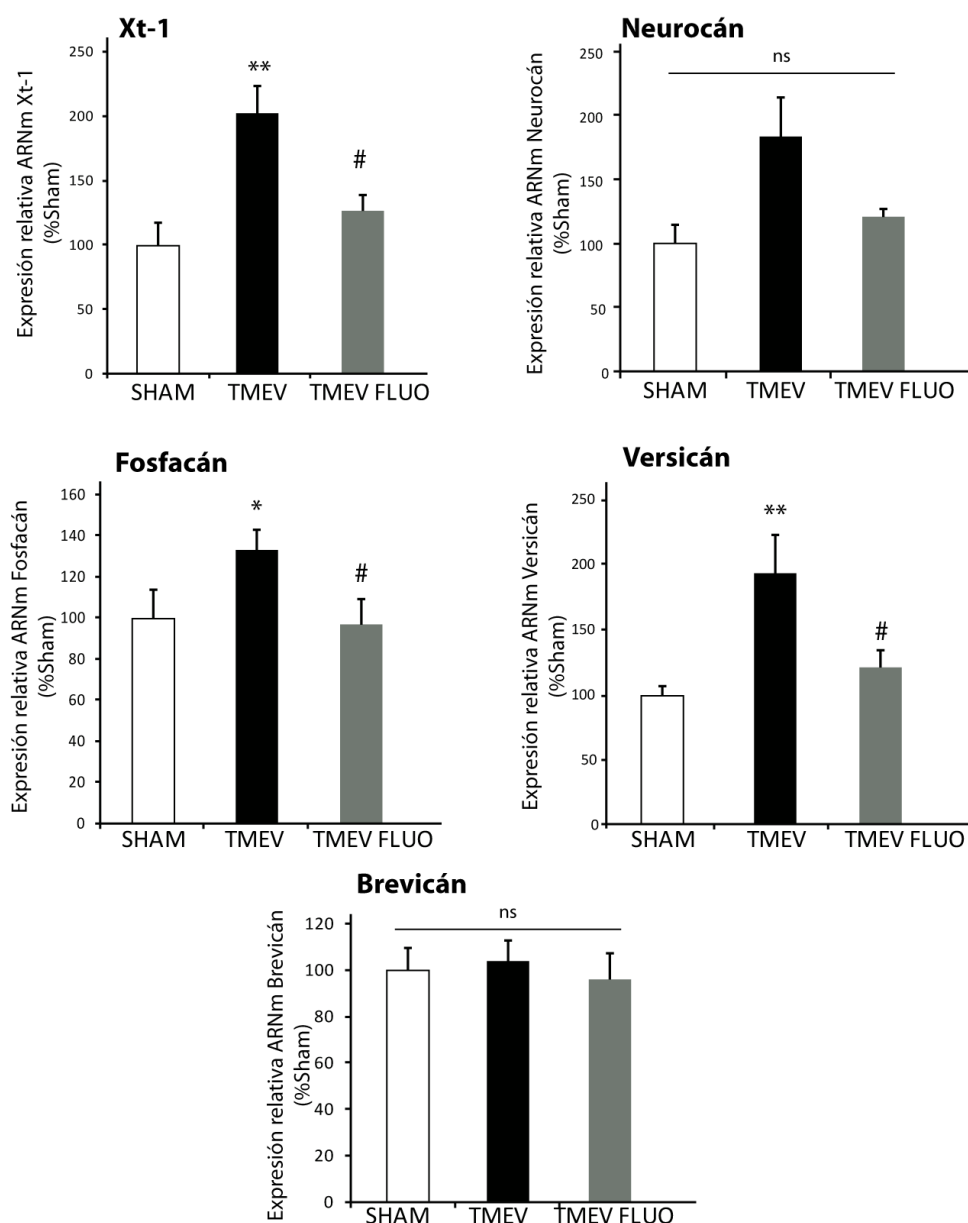 Xt-1
Expresión relativa ARNm Xt-1
(%Sham)
250
200
150
100
50
0
**
#
SHAM TMEV TMEV FLUO
Neurocán
Expresión relativa ARNm Neurocán
(%Sham)
250
200
150
100
50
0
ns
SHAM TMEV TMEV FLUO
Fosfacán
Expresión relativa ARNm Fosfacán
(%Sham)
160
140
120
100
80
60
40
20
0
*
#
SHAM TMEV TMEV FLUO
Versicán
Expresión relativa ARNm Versicán
(%Sham)
250
200
150
100
50
0
**
#
SHAM TMEV TMEV FLUO
Brevicán
Expresión relativa ARNm Brevicán
(%Sham)
120
100
80
60
40
20
0
ns
SHAM TMEV TMEV FLUO